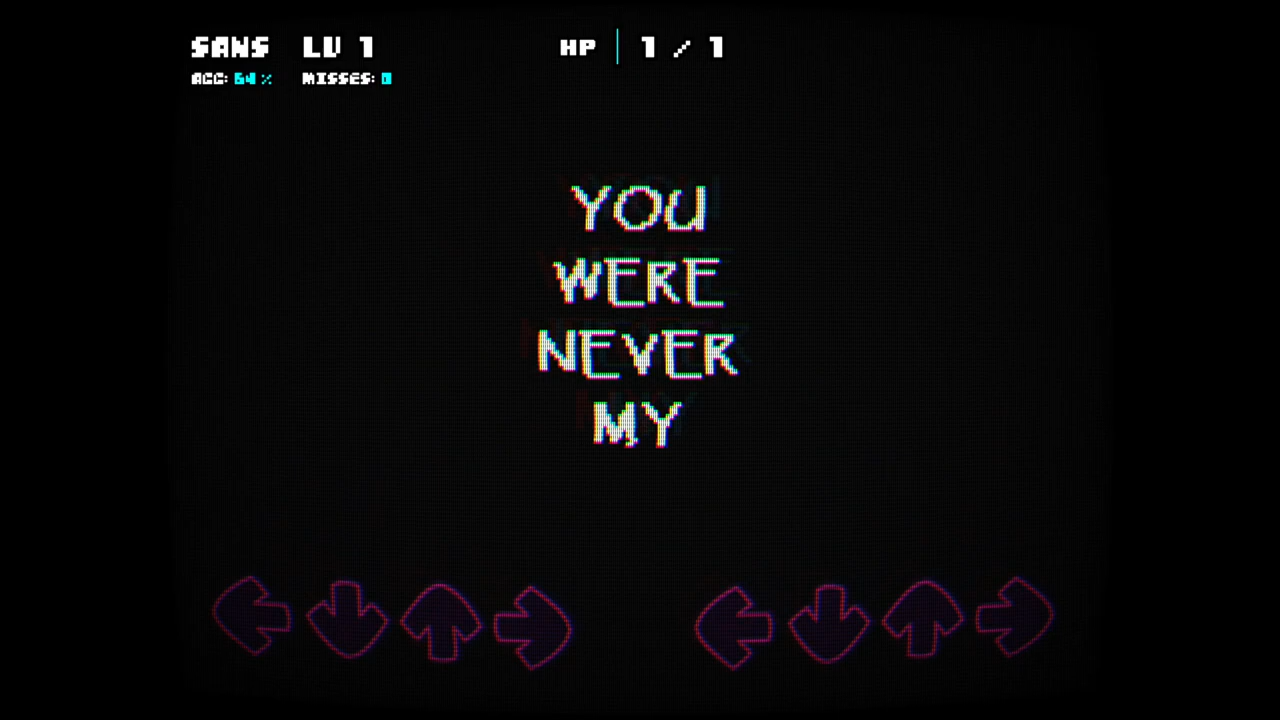 SANS LV 1 HP 1 / 1
ACC: 64% MISSES: 0
YOU
WERE
NEVER
MY